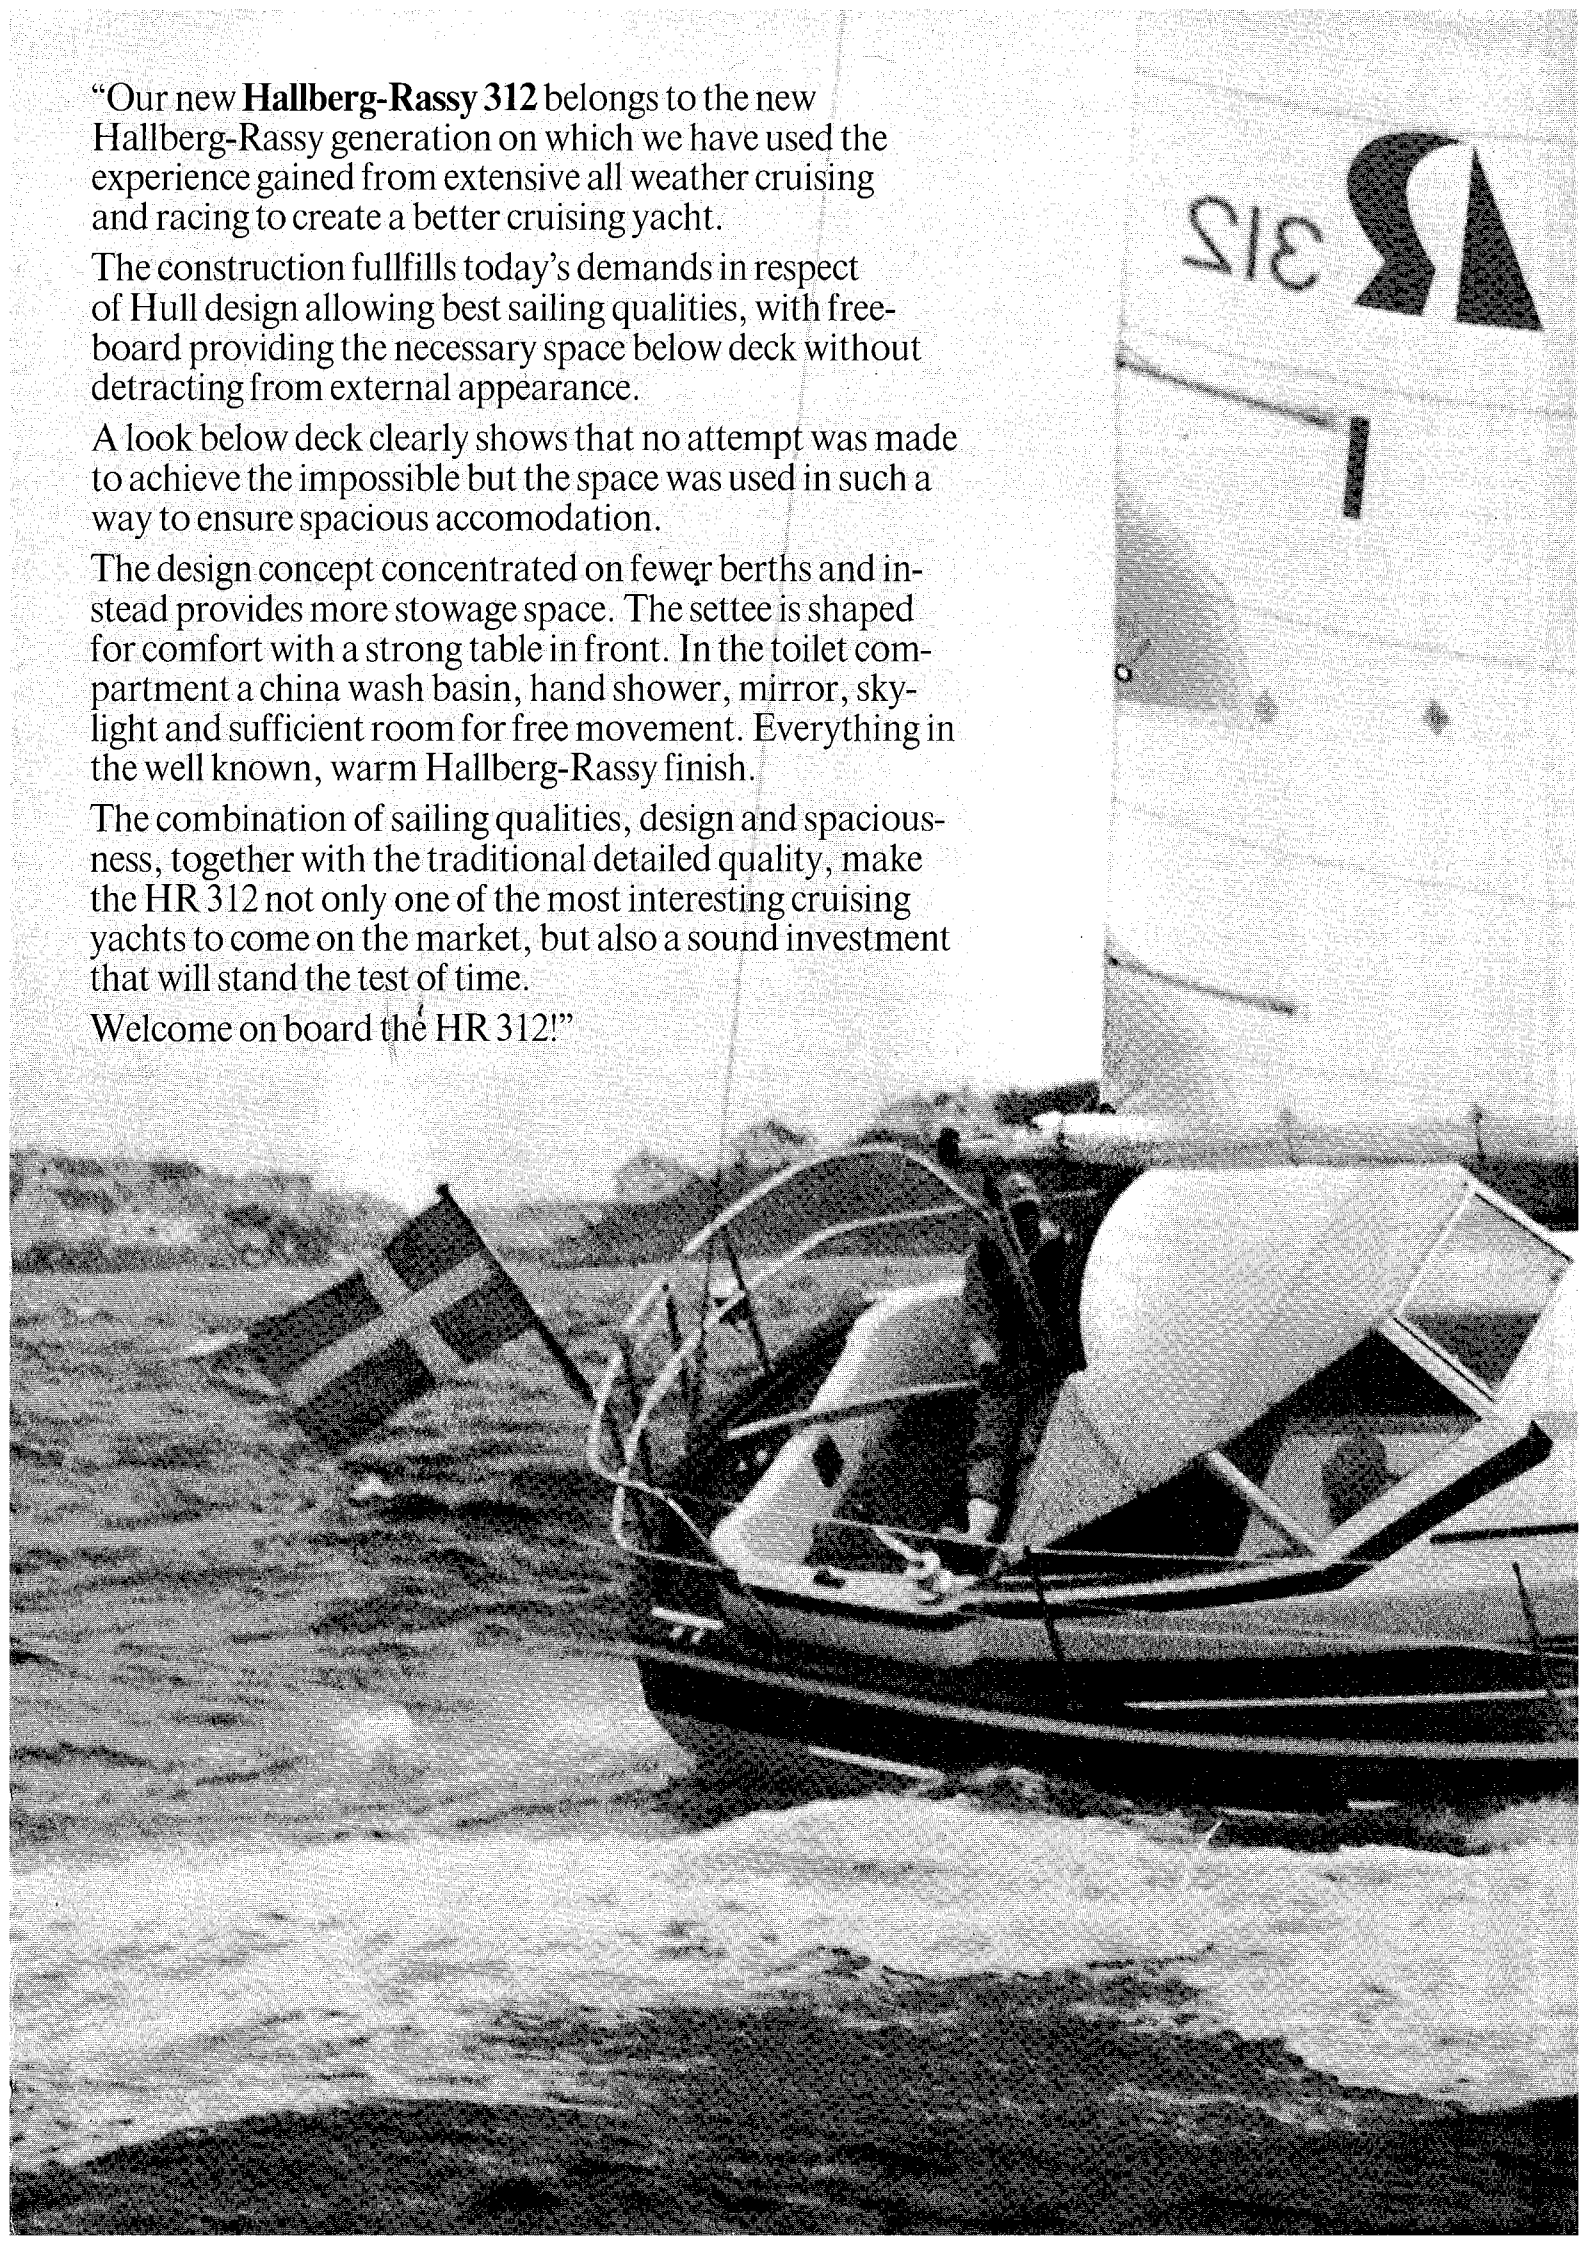 “Our new Hallberg-Rassy 312 belongs to the new
Hallberg-Rassy generation on which we have used the
experience gained from extensive all weather cruising
and racing to create a better cruising yacht.
The construction fullfills today’s demands in respect
of Hull design allowing best sailing qualities, with free-
board providing the necessary space below deck without
detracting from external appearance.
A look below deck clearly shows that no attempt was made
to achieve the impossible but the space was used in such a
way to ensure spacious accomodation.
The design concept concentrated on fewer berths and in-
stead provides more stowage space. The settee is shaped
for comfort with a strong table in front. In the toilet com-
partment a china wash basin, hand shower, mirror, sky-
light and sufficient room for free movement. Everything in
the well known, warm Hallberg-Rassy finish.
The combination of sailing qualities, design and spacious-
ness, together with the traditional detailed quality, make
the HR 312 not only one of the most interesting cruising
yachts to come on the market, but also a sound investment
that will stand the test of time.
Welcome on board the HR 312!”
312